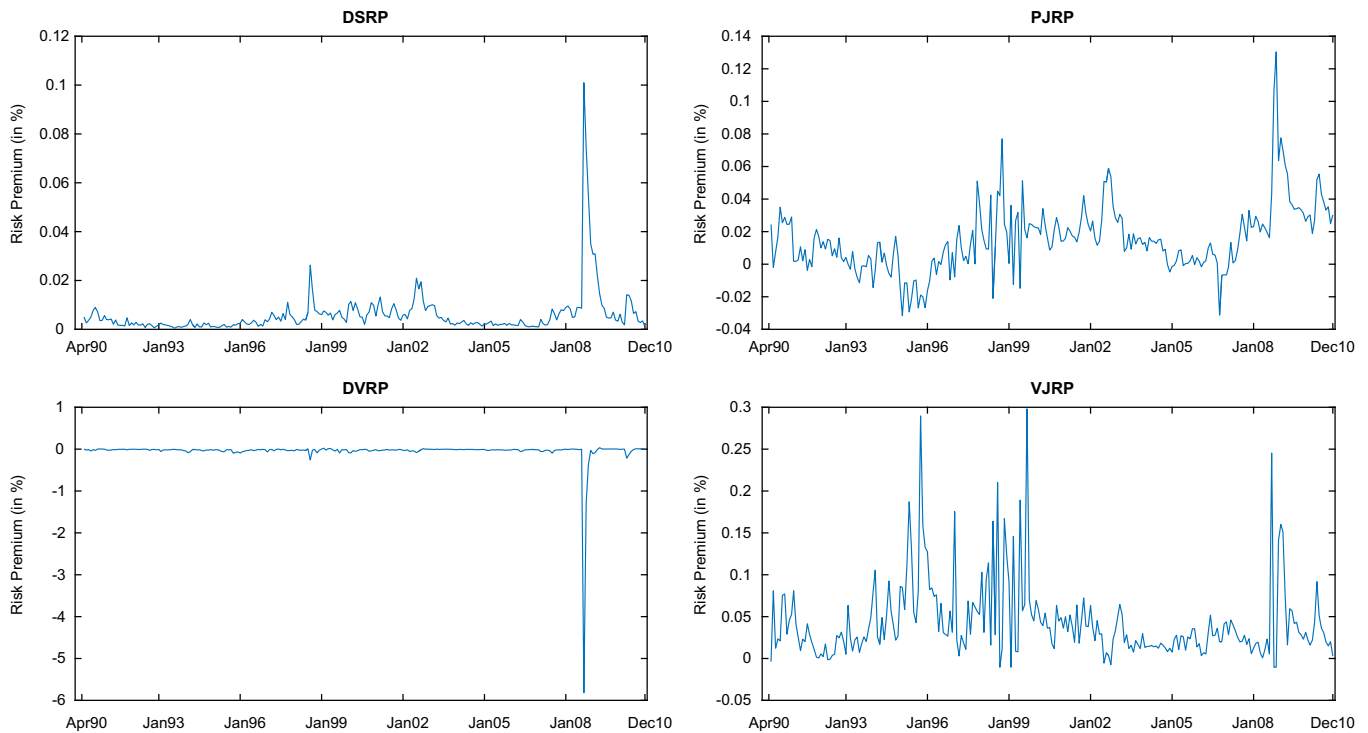 DSRP
Risk Premium (in %)
0.12
0.1
0.08
0.06
0.04
0.02
0
Apr90 Jan93 Jan96 Jan99 Jan02 Jan05 Jan08 Dec10
PJRP
Risk Premium (in %)
0.14
0.12
0.1
0.08
0.06
0.04
0.02
0
-0.02
-0.04
Apr90 Jan93 Jan96 Jan99 Jan02 Jan05 Jan08 Dec10
DVRP
Risk Premium (in %)
1
0
-1
-2
-3
-4
-5
-6
Apr90 Jan93 Jan96 Jan99 Jan02 Jan05 Jan08 Dec10
VJRP
Risk Premium (in %)
0.3
0.25
0.2
0.15
0.1
0.05
0
-0.05
Apr90 Jan93 Jan96 Jan99 Jan02 Jan05 Jan08 Dec10